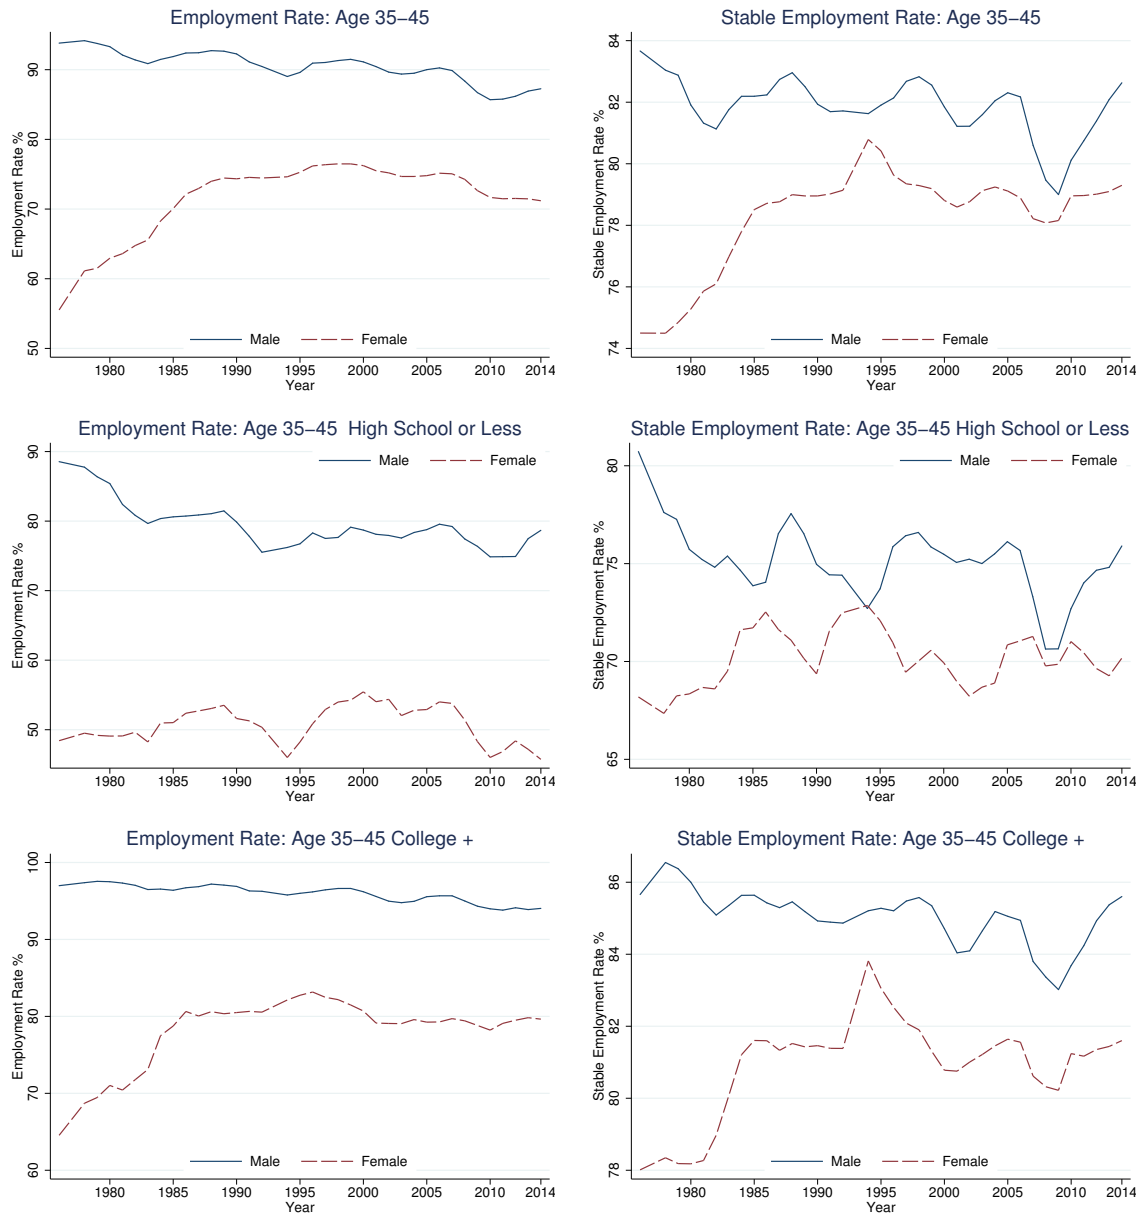 Employment Rate: Age 35−45
Employment Rate %
90
80
70
60
50
Male Female
1980 1985 1990 1995 2000 2005 2010 2014
Year
Stable Employment Rate: Age 35−45
Stable Employment Rate %
84
82
80
78
76
74
Male Female
1980 1985 1990 1995 2000 2005 2010 2014
Year
Employment Rate: Age 35−45 High School or Less
Male Female
Employment Rate %
90
80
70
60
50
1980 1985 1990 1995 2000 2005 2010 2014
Year
Stable Employment Rate: Age 35−45 High School or Less
Male Female
Stable Employment Rate %
80
75
70
65
1980 1985 1990 1995 2000 2005 2010 2014
Year
Employment Rate: Age 35−45 College +
Employment Rate %
100
90
80
70
60
Male Female
1980 1985 1990 1995 2000 2005 2010 2014
Year
Stable Employment Rate: Age 35−45 College +
Stable Employment Rate %
86
84
82
80
78
Male Female
1980 1985 1990 1995 2000 2005 2010 2014
Year